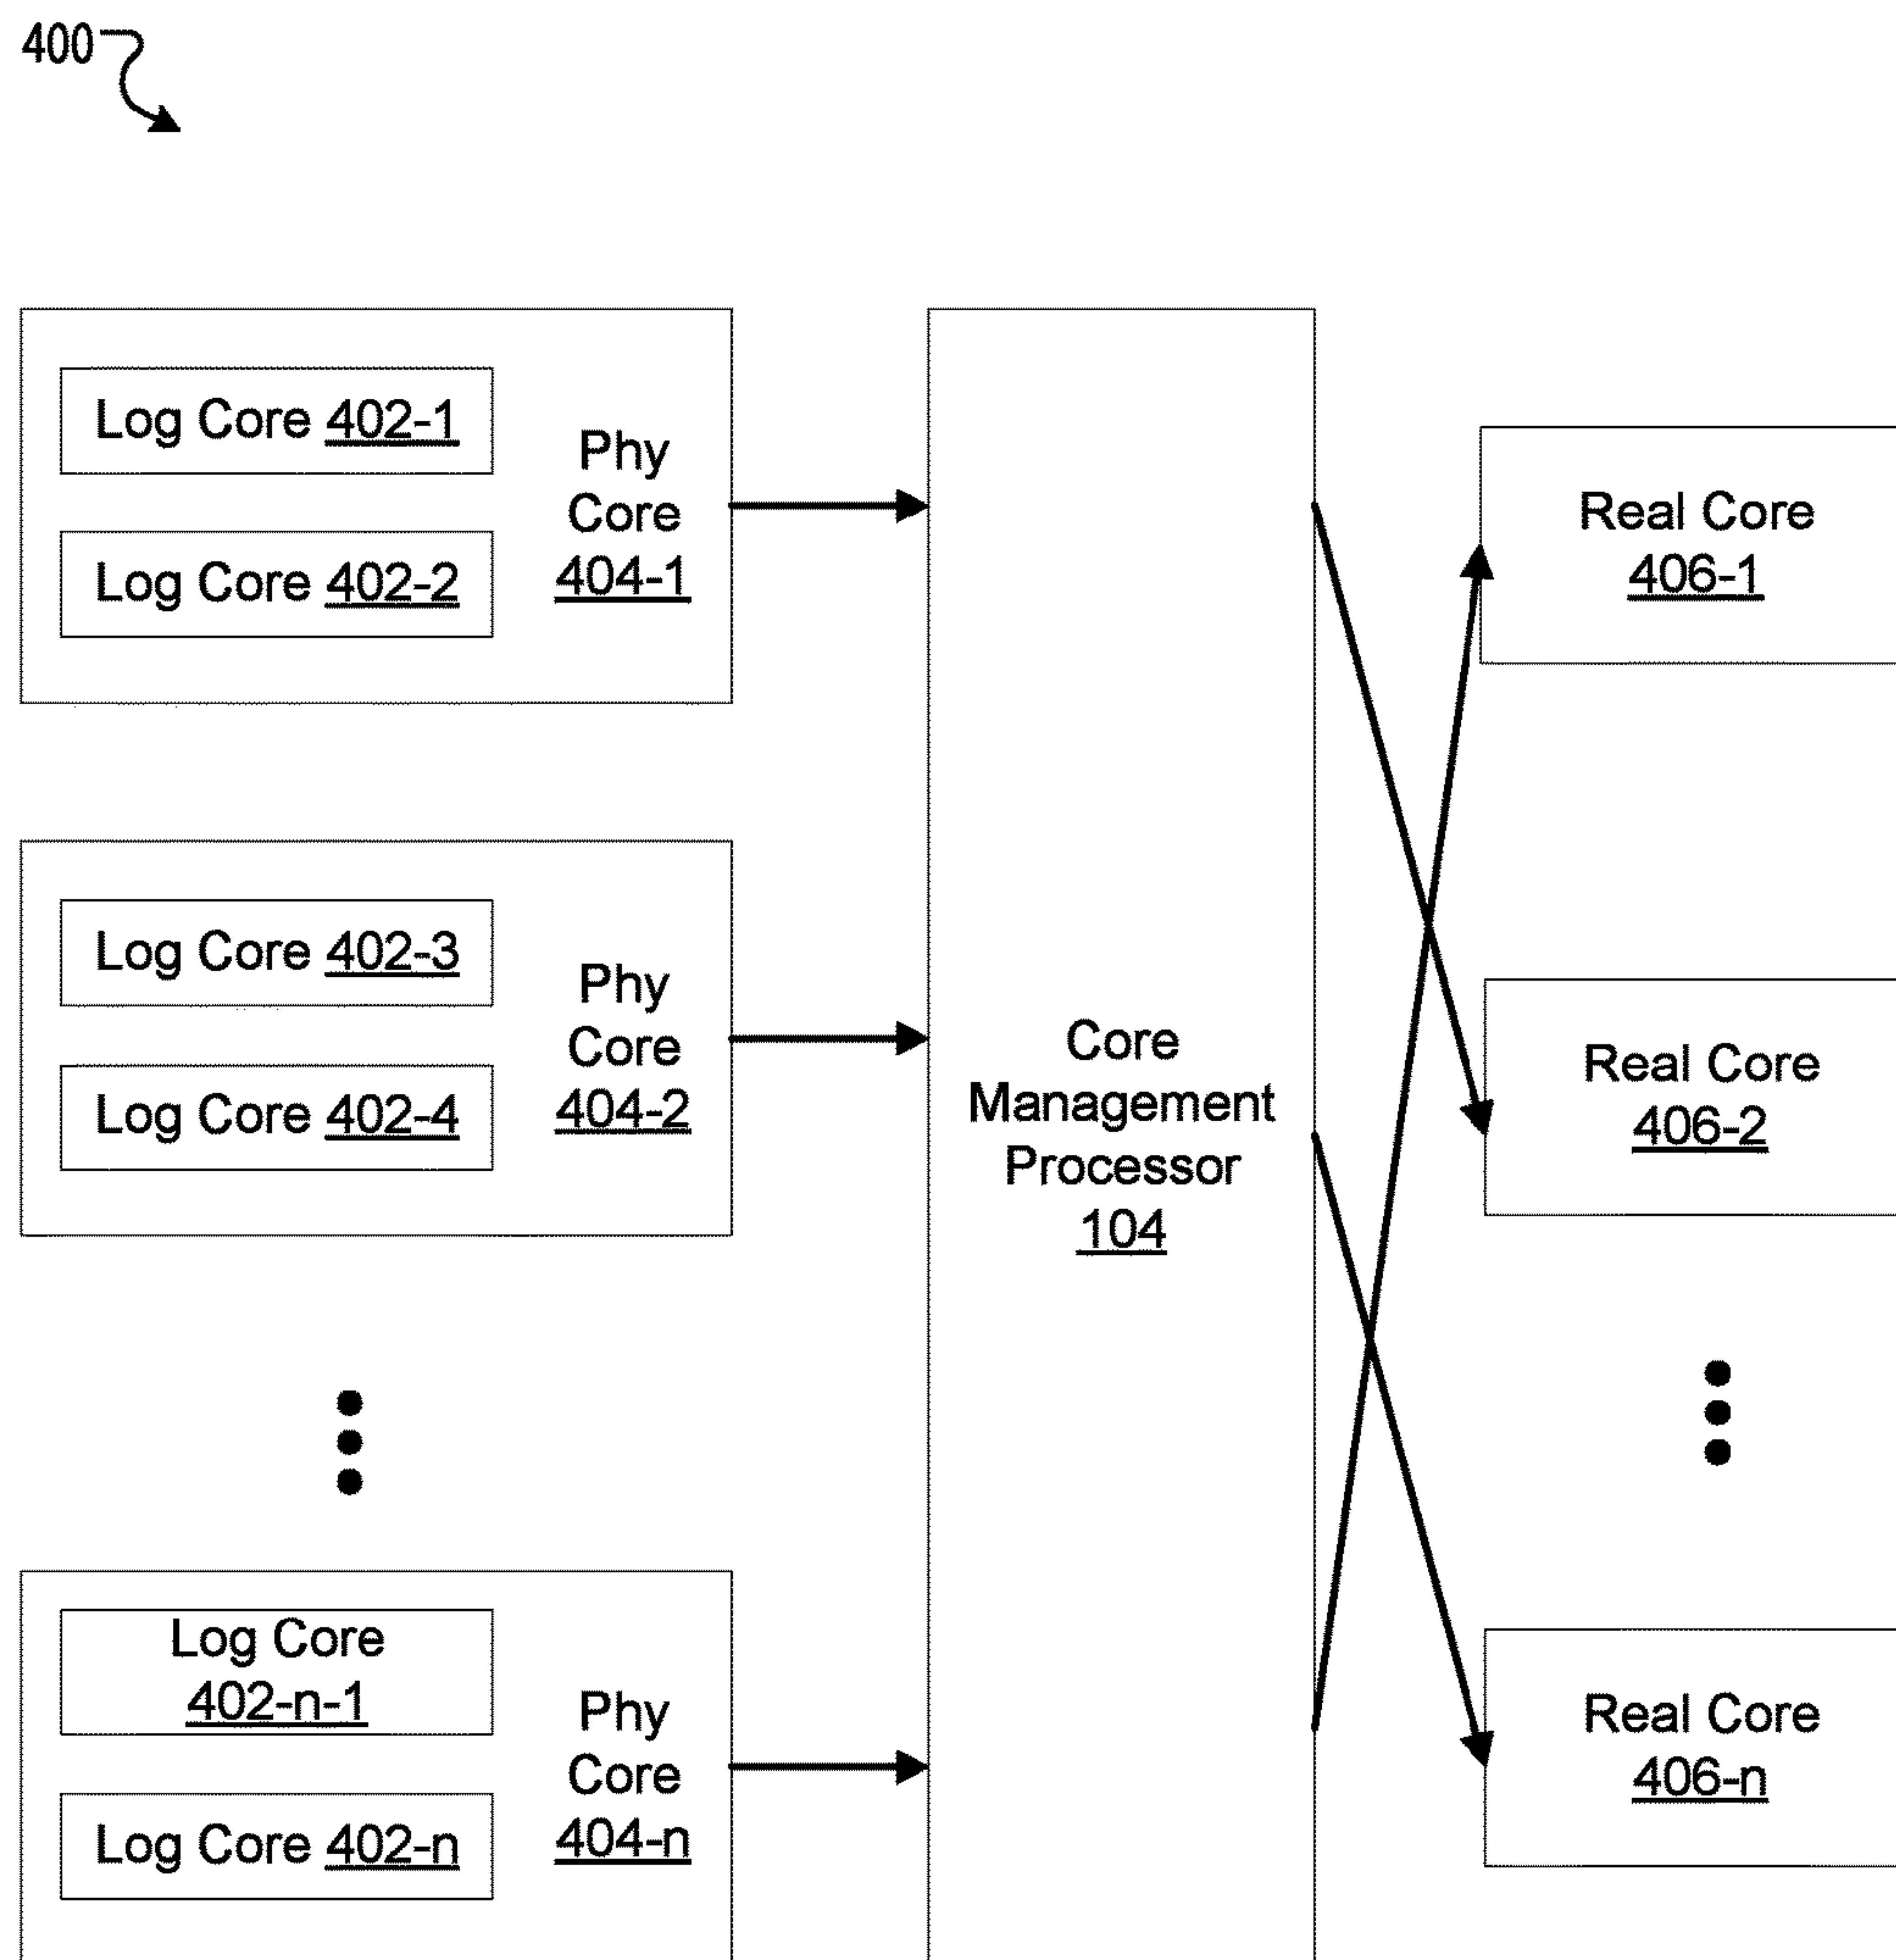 400
Log Core 402-1
Log Core 402-2
Phy
Core
404-1
Log Core 402-3
Log Core 402-4
Phy
Core
404-2
Log Core
402-n-1
Log Core 402-n
Phy
Core
404-n
Core
Management
Processor
104
Real Core
406-1
Real Core
406-2
Real Core
406-n